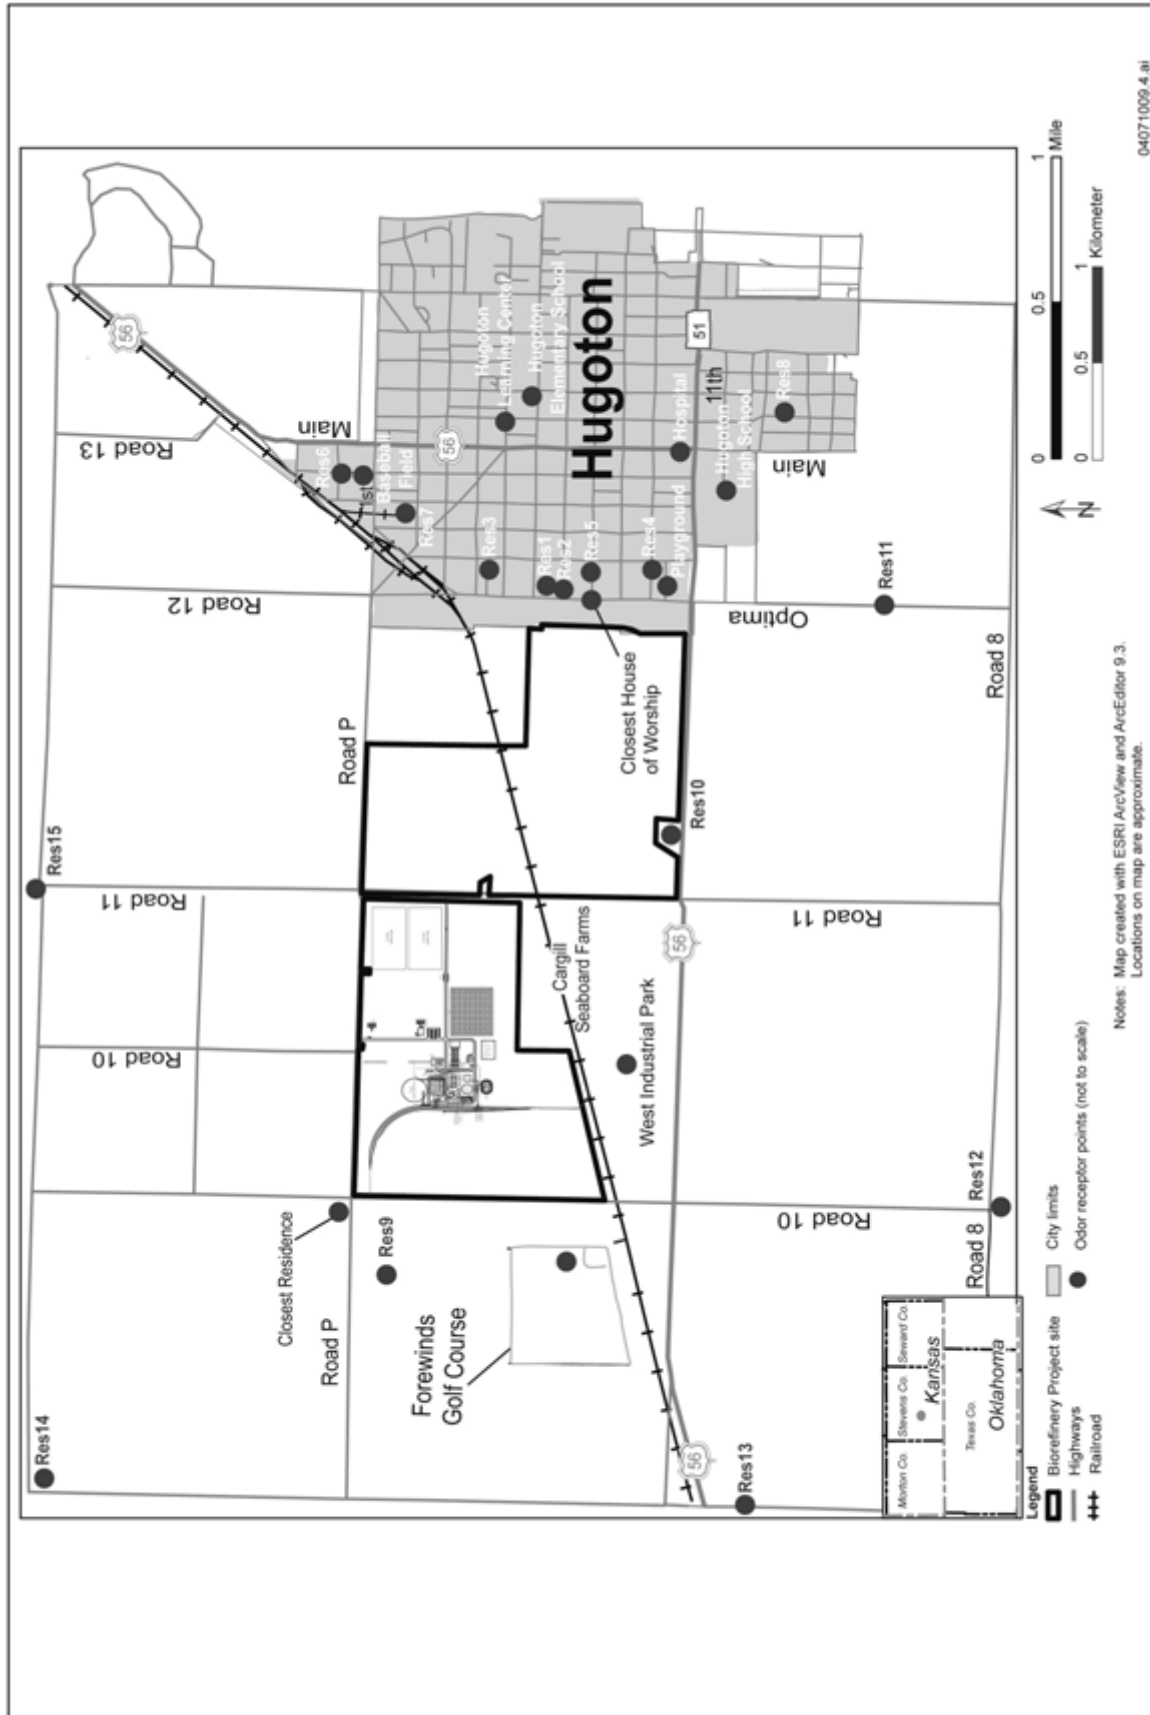 Res14
Res15
Road 13
56
Road 10
Road 11
Road 12
Main
Closest Residence
Road P
Road P
Res6
1st
Baseball
Field
Res7
Res9
56
Forewinds
Golf Course
Hugoton
Learning Center
Hugoton
Elementary School
Res3
Res1
Res2
Res5
Hugoton
Cargill
Seaboard Farms
Closest House
of Worship
West Industrial Park
Res4
Playground
Hospital
Res10
56
56
51
11th
Hugoton
High School
Res8
Main
Res13
Road 10
Road 11
Optima
Res11
Road 8
Res12
Road 8
Morton Co.
Stevens Co.
Seward Co.
Kansas
Texas Co.
Oklahoma
Legend
Biorefinery Project site
Highways
Railroad
City limits
Odor receptor points (not to scale)
N
0 0.5 1 Mile
0 0.5 1 Kilometer
Notes: Map created with ESRI ArcView and ArcEditor 9.3.
Locations on map are approximate.
04071009.4.ai